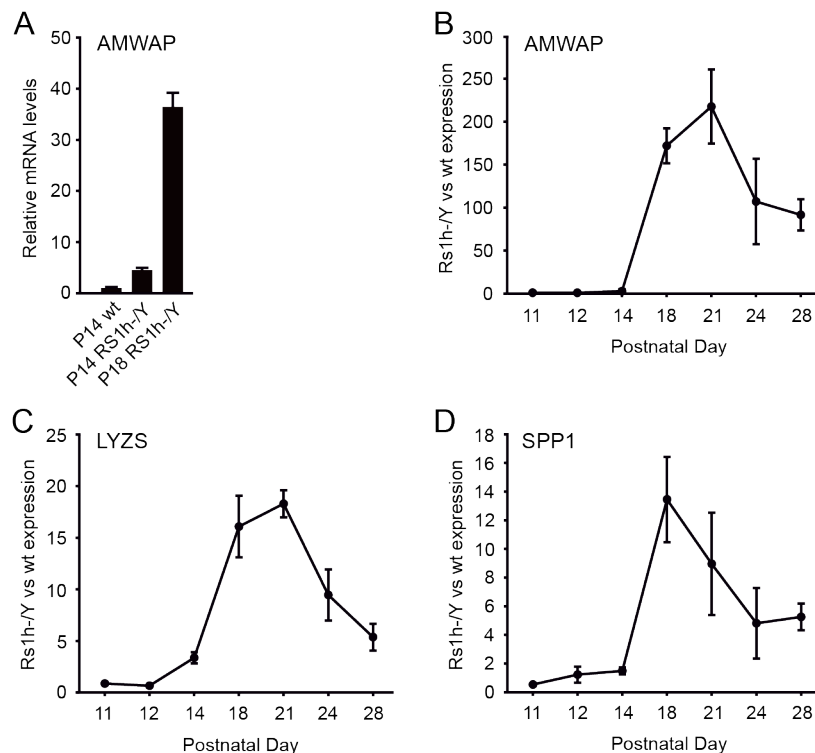 A
AMWAP
Relative mRNA levels
50
40
30
20
10
0
P14 wt
P14 RS1h-/Y
P18 RS1h-/Y
B
AMWAP
Rs1h-/Y vs wt expression
300
250
200
150
100
50
0
11 12 14 18 21 24 28
Postnatal Day
C
LYZS
Rs1h-/Y vs wt expression
25
20
15
10
5
0
11 12 14 18 21 24 28
Postnatal Day
D
SPP1
Rs1h-/Y vs wt expression
18
16
14
12
10
8
6
4
2
0
11 12 14 18 21 24 28
Postnatal Day